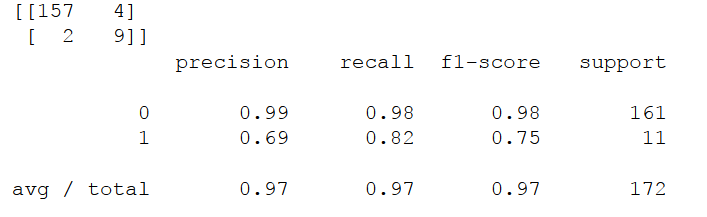 [[157   4]
 [  2   9]]
             precision    recall  f1-score   support

          0       0.99      0.98      0.98       161
          1       0.69      0.82      0.75        11

avg / total       0.97      0.97      0.97       172